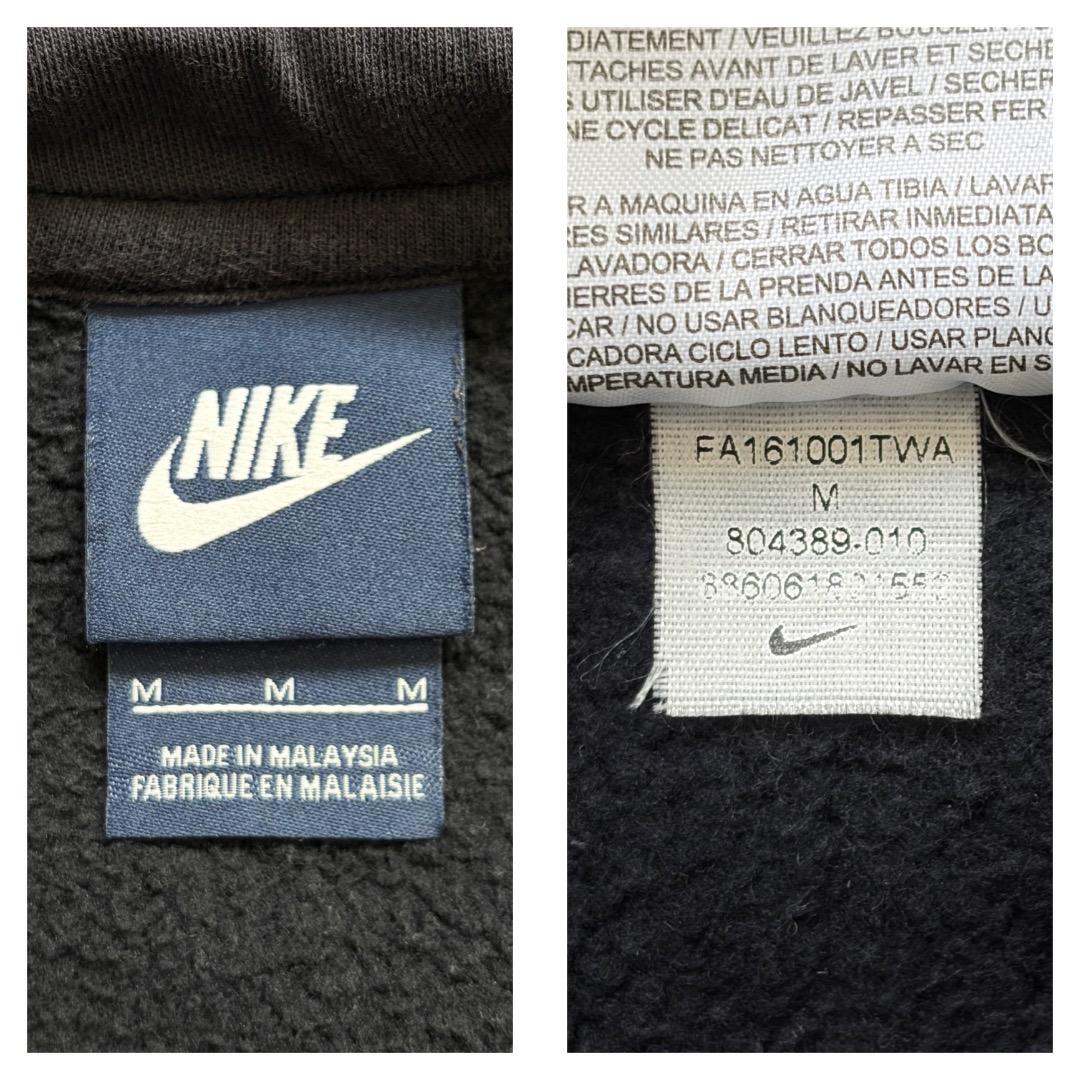 NIKE
M M M
MADE IN MALAYSIA
FABRIQUE EN MALAISIE
DIATEMENT / VEUILLEZ
TACHES AVANT DE LAVER ET SECHE
UTILISER D'EAU DE JAVEL / SECHER
NE CYCLE DELICAT / REPASSER FER
NE PAS NETTOYER A SEC
R A MAQUINA EN AGUA TIBIA / LAVAR
ES SIMILARES / RETIRAR INMEDIATA
LAVADORA / CERRAR TODOS LOS BO
IERRES DE LA PRENDA ANTES DE LA
CAR / NO USAR BLANQUEADORES / U
CADORA CICLO LENTO / USAR PLANC
MPERATURA MEDIA / NO LAVAR EN S
FA161001TWA
M
804389-010